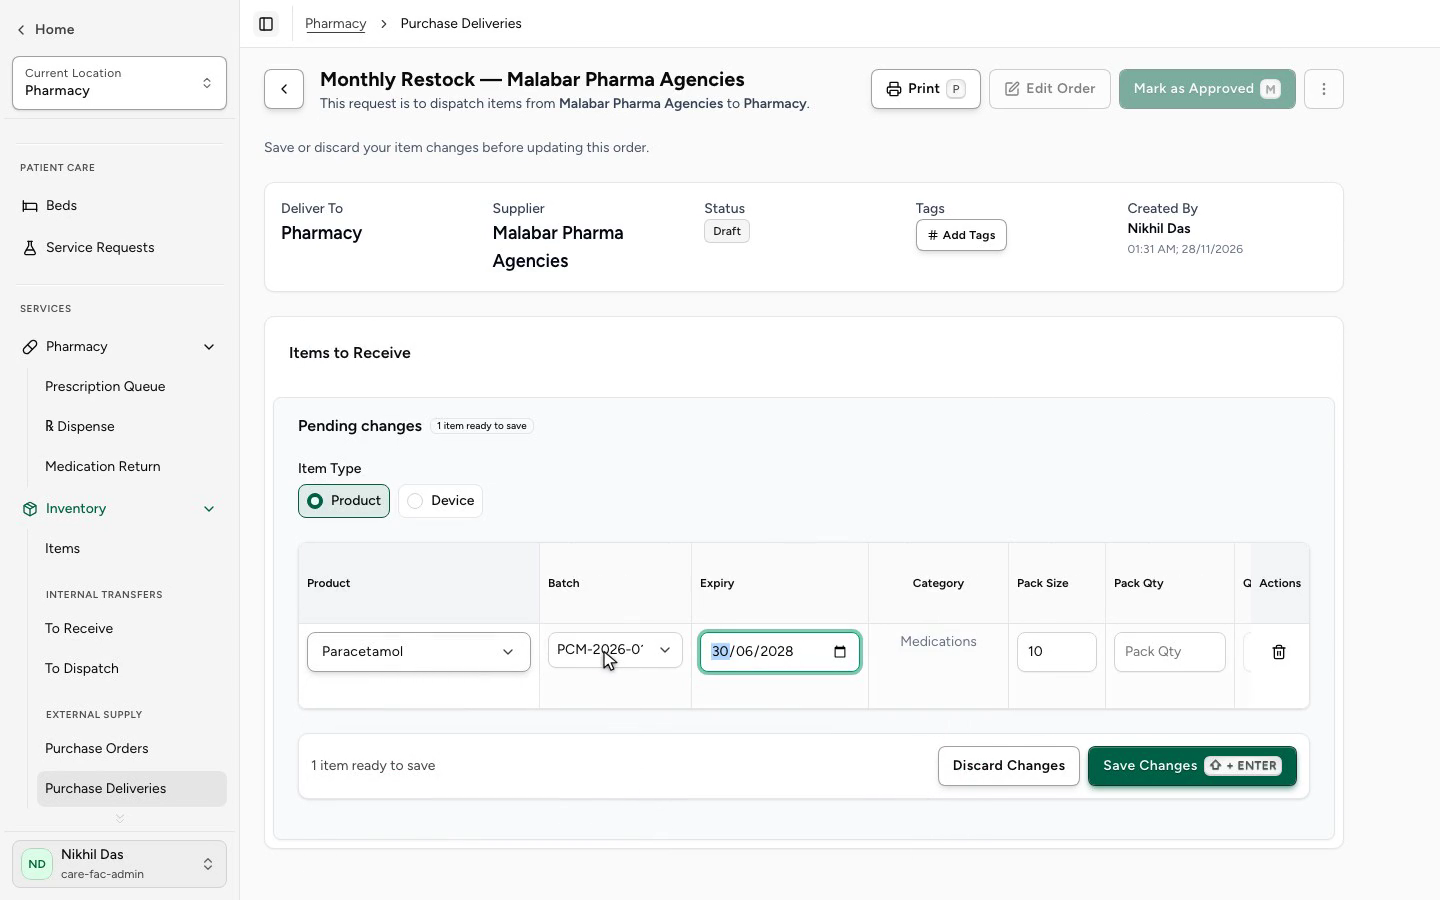 Home
Current Location
Pharmacy
PATIENT CARE
Beds
Service Requests
SERVICES
Pharmacy
Prescription Queue
℞ Dispense
Medication Return
Inventory
Items
INTERNAL TRANSFERS
To Receive
To Dispatch
EXTERNAL SUPPLY
Purchase Orders
Purchase Deliveries
ND
Nikhil Das
care-fac-admin
Pharmacy > Purchase Deliveries
Monthly Restock — Malabar Pharma Agencies
This request is to dispatch items from Malabar Pharma Agencies to Pharmacy.
Print P
Edit Order
Mark as Approved M
Save or discard your item changes before updating this order.
Deliver To
Pharmacy
Supplier
Malabar Pharma
Agencies
Status
Draft
Tags
# Add Tags
Created By
Nikhil Das
01:31 AM; 28/11/2026
Items to Receive
Pending changes 1 item ready to save
Item Type
Product Device
Product Batch Expiry Category Pack Size Pack Qty Q Actions
Paracetamol PCM-2026-0 30/06/2028 Medications 10 Pack Qty
1 item ready to save
Discard Changes
Save Changes + ENTER